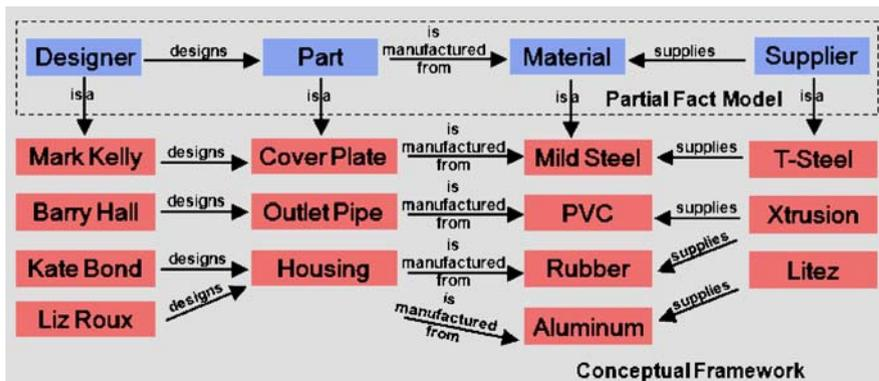 is
Designer designs Part manufactured Material supplies Supplier
from
is a is a is a Partial Fact Model is a
is
Mark Kelly designs Cover Plate manufactured Mild Steel supplies T-Steel
from
is
Barry Hall designs Outlet Pipe manufactured PVC supplies Xtrusion
from
is
Kate Bond designs Housing manufactured Rubber supplies Litez
from
is
Liz Roux designs manufactured Aluminum supplies
from
Conceptual Framework